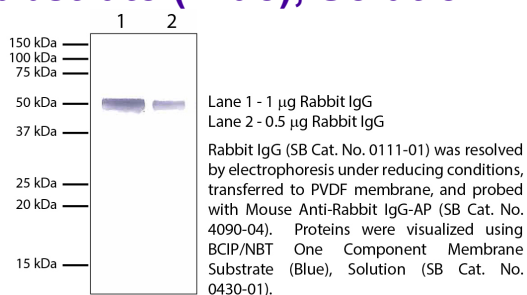 1 2
150 kDa
100 kDa
75 kDa
50 kDa
37 kDa
25 kDa
20 kDa
15 kDa
Lane 1 - 1 µg Rabbit IgG
Lane 2 - 0.5 µg Rabbit IgG
Rabbit IgG (SB Cat. No. 0111-01) was resolved
by electrophoresis under reducing conditions,
transferred to PVDF membrane, and probed
with Mouse Anti-Rabbit IgG-AP (SB Cat. No.
4090-04). Proteins were visualized using
BCIP/NBT One Component Membrane
Substrate (Blue), Solution (SB Cat. No.
0430-01).